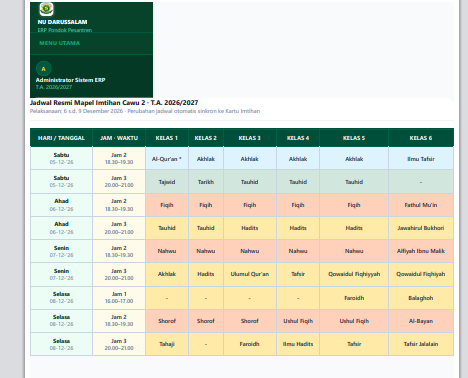 NU DARUSSALAM
ERP Pondok Pesantren
MENU UTAMA
A
Administrator Sistem ERP
T.A. 2026/2027
Jadwal Resmi Mapel Imtihan Cawu 2 - T.A. 2026/2027
Pelaksanaan: 6 s.d. 9 Desember 2026 - Perubahan jadwal otomatis sinkron ke Kartu Imtihan
HARI / TANGGAL JAM - WAKTU KELAS 1 KELAS 2 KELAS 3 KELAS 4 KELAS 5 KELAS 6
Sabtu 05-12-'26 Jam 2 18.30–19.30 Al-Qur'an * Akhlak Akhlak Akhlak Akhlak Ilmu Tafsir
Sabtu 05-12-'26 Jam 3 20.00–21.00 Tajwid Tarikh Tauhid Tauhid Tauhid -
Ahad 06-12-'26 Jam 2 18.30–19.30 Fiqih Fiqih Fiqih Fiqih Fiqih Fathul Mu'in
Ahad 06-12-'26 Jam 3 20.00–21.00 Tauhid Tauhid Hadits Hadits Hadits Jawahirul Bukhori
Senin 07-12-'26 Jam 2 18.30–19.30 Nahwu Nahwu Nahwu Nahwu Nahwu Alfiyah Ibnu Malik
Senin 07-12-'26 Jam 3 20.00–21.00 Akhlak Hadits Ulumul Qur'an Tafsir Qowaidul Fiqhiyyah Qowaidul Fiqhiyah
Selasa 08-12-'26 Jam 1 16.00–17.00 - - - - Faroidh Balaghoh
Selasa 08-12-'26 Jam 2 18.30–19.30 Shorof Shorof Shorof Ushul Fiqih Ushul Fiqih Al-Bayan
Selasa 08-12-'26 Jam 3 20.00–21.00 Tahaji - Faroidh Ilmu Hadits Tafsir Tafsir Jalalain